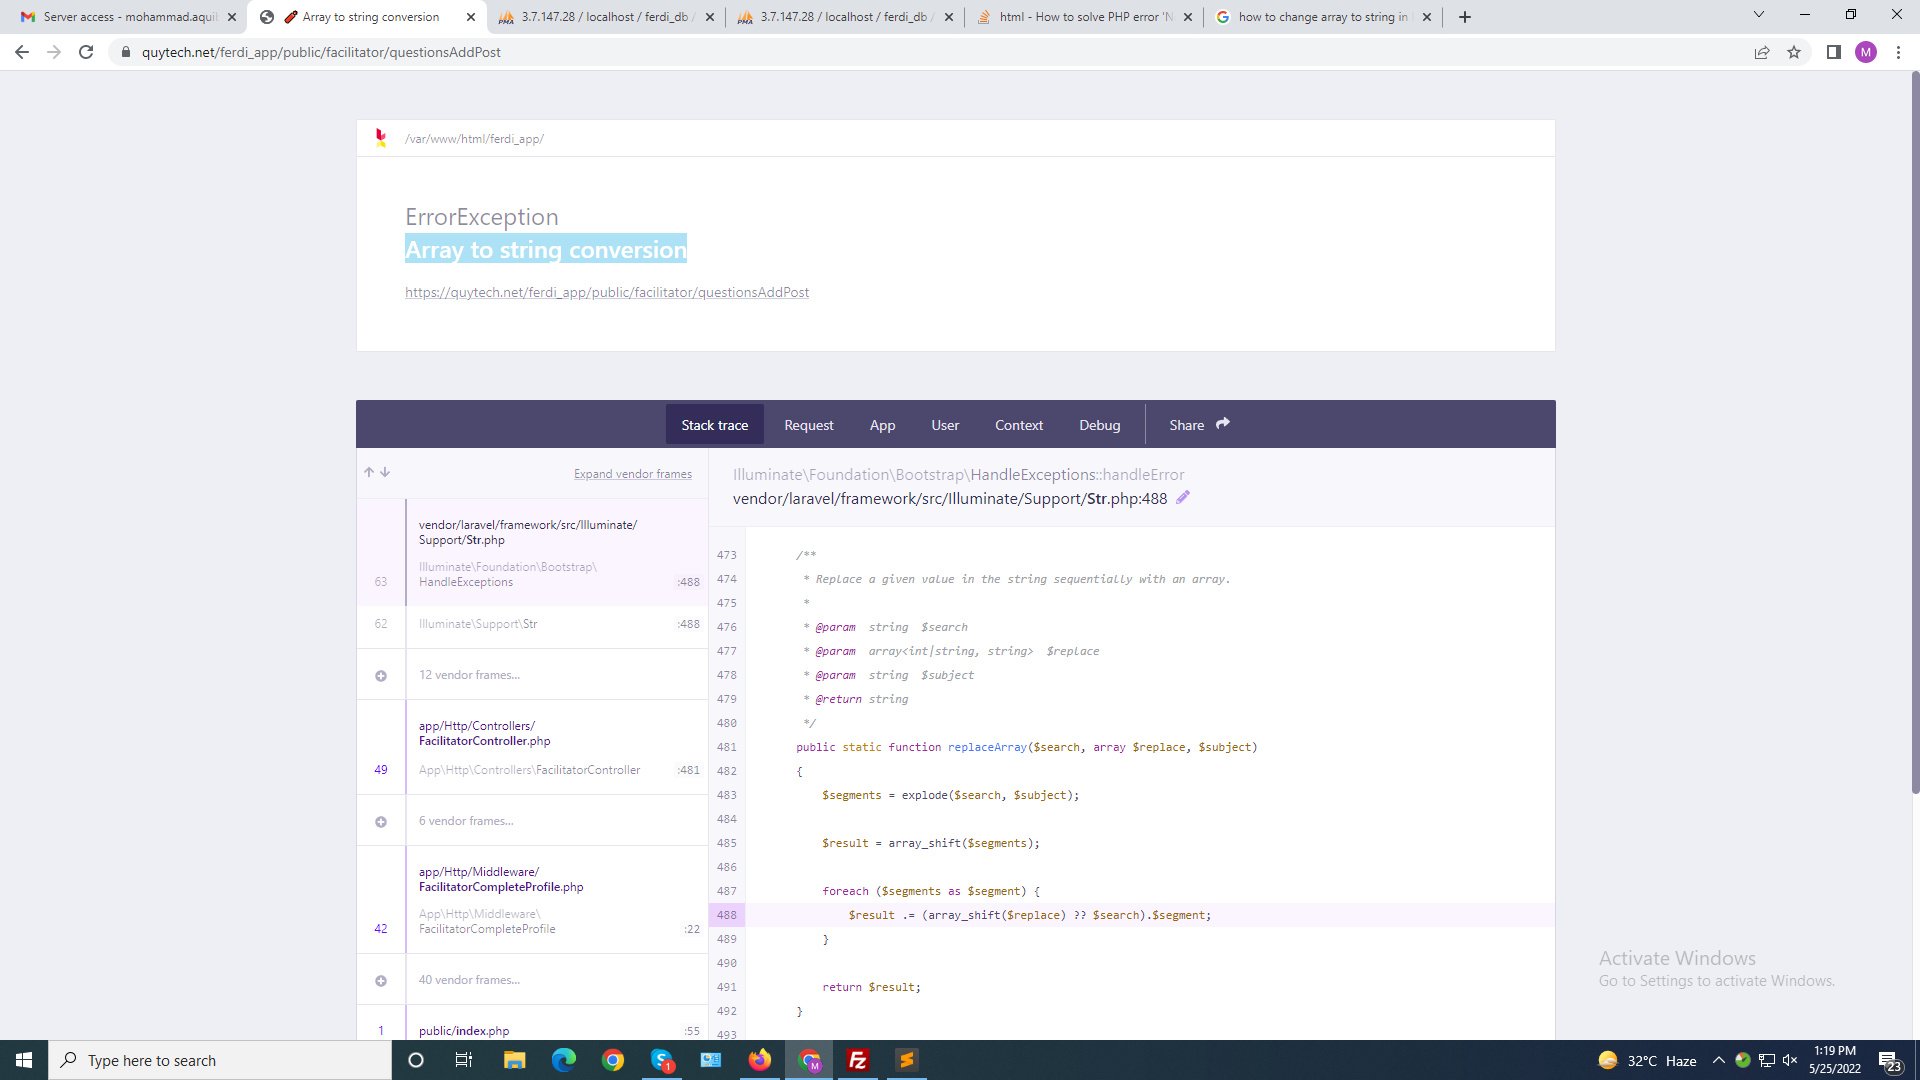 Server access - mohammad.aquil
Array to string conversion
3.7.147.28 / localhost / ferdi_db /
3.7.147.28 / localhost / ferdi_db /
html - How to solve PHP error 'N
how to change array to string in
quytech.net/ferdi_app/public/facilitator/questionsAddPost
M
/var/www/html/ferdi_app/
ErrorException
Array to string conversion
https://quytech.net/ferdi_app/public/facilitator/questionsAddPost
Stack trace
Request
App
User
Context
Debug
Share
Expand vendor frames
vendor/laravel/framework/src/Illuminate/
Support/Str.php
Illuminate\Foundation\Bootstrap\
63 HandleExceptions :488
62 Illuminate\Support\Str :488
12 vendor frames...
app/Http/Controllers/
FacilitatorController.php
49 App\Http\Controllers\FacilitatorController :481
6 vendor frames...
app/Http/Middleware/
FacilitatorCompleteProfile.php
App\Http\Middleware\
42 FacilitatorCompleteProfile :22
40 vendor frames...
1 public/index.php :55
Illuminate\Foundation\Bootstrap\HandleExceptions::handleError
vendor/laravel/framework/src/Illuminate/Support/Str.php:488
473 /**
474 * Replace a given value in the string sequentially with an array.
475 *
476 * @param string $search
477 * @param array<int|string, string> $replace
478 * @param string $subject
479 * @return string
480 */
481 public static function replaceArray($search, array $replace, $subject)
482 {
483 $segments = explode($search, $subject);
484
485 $result = array_shift($segments);
486
487 foreach ($segments as $segment) {
488 $result .= (array_shift($replace) ?? $search).$segment;
489 }
490
491 return $result;
492 }
493
Activate Windows
Go to Settings to activate Windows.
Type here to search
1
M
32°C Haze
1:19 PM
5/25/2022
23